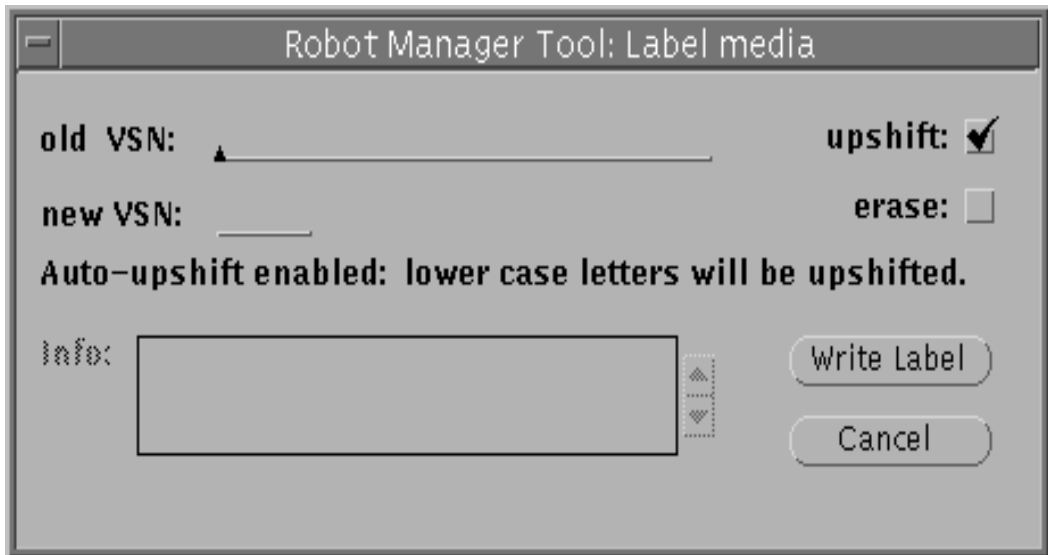 Robot Manager Tool: Label media
old VSN:
upshift:
new VSN:
erase:
Auto-upshift enabled: lower case letters will be upshifted.
Info:
Write Label
Cancel